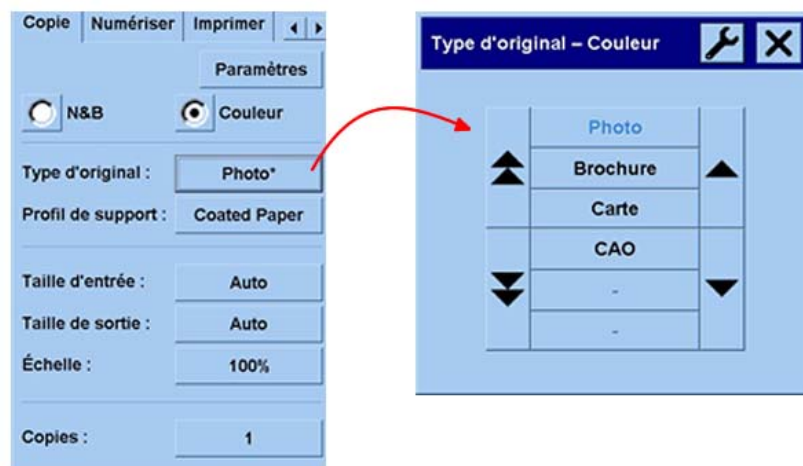 Copie Numériser Imprimer
Paramètres
N&B Couleur
Type d'original : Photo*
Profil de support : Coated Paper
Taille d'entrée : Auto
Taille de sortie : Auto
Échelle : 100%
Copies : 1
Type d'original – Couleur
Photo
Brochure
Carte
CAO
-
-